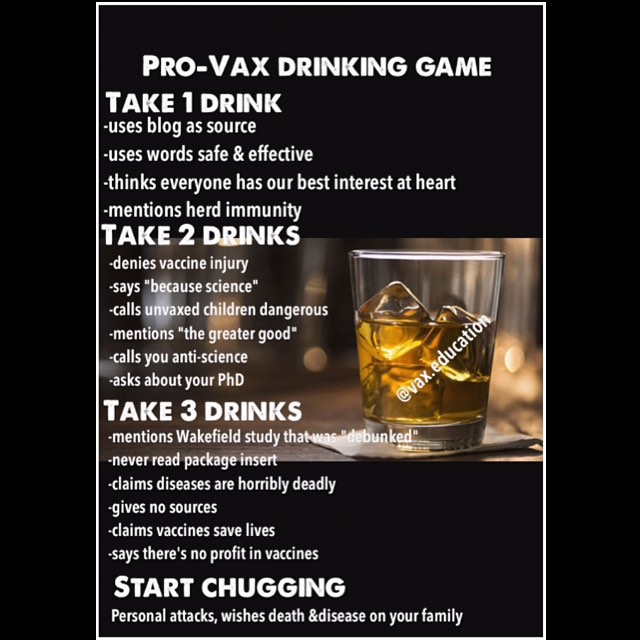 PRO-VAX DRINKING GAME
TAKE 1 DRINK
-uses blog as source
-uses words safe & effective
-thinks everyone has our best interest at heart
-mentions herd immunity
TAKE 2 DRINKS
-denies vaccine injury
-says "because science"
-calls unvaxed children dangerous
-mentions "the greater good"
-calls you anti-science
-asks about your PhD
@vax.education
TAKE 3 DRINKS
-mentions Wakefield study that was "debunked"
-never read package insert
-claims diseases are horribly deadly
-gives no sources
-claims vaccines save lives
-says there's no profit in vaccines
START CHUGGING
Personal attacks, wishes death &disease on your family